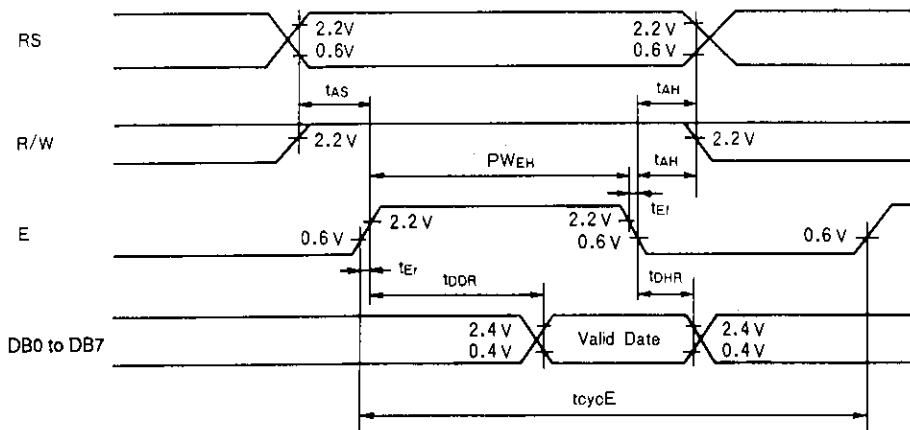 RS
2.2V
0.6V
2.2V
0.6V
tAS
tAH
R/W
2.2V
2.2V
PWEH
tAH
tEf
E
0.6V
2.2V
2.2V
0.6V
0.6V
tEr
tDDR
tDHR
DB0 to DB7
2.4V
0.4V
Valid Date
2.4V
0.4V
tcycE